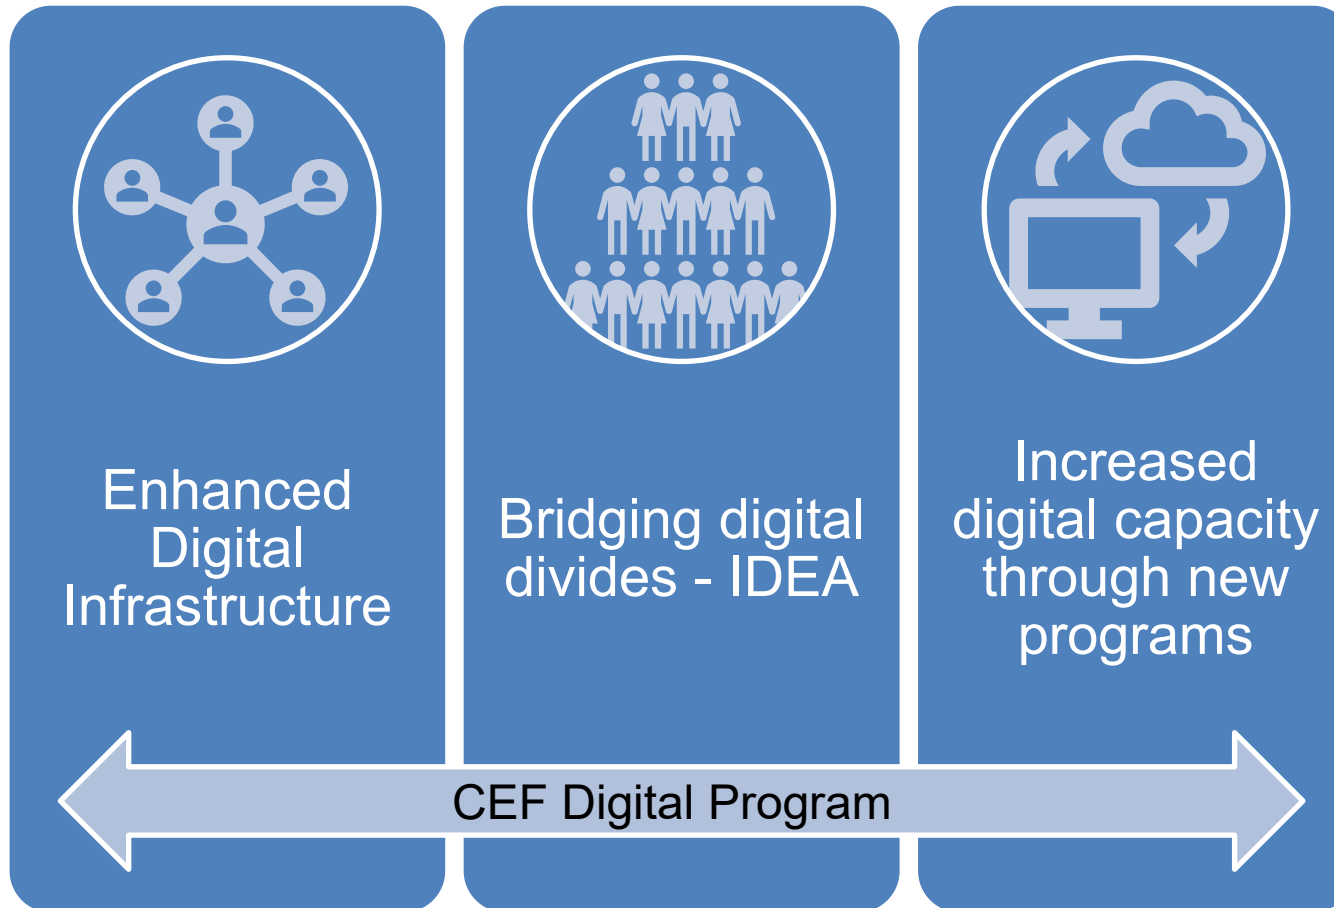 Enhanced
Digital
Infrastructure
Bridging digital
divides - IDEA
Increased
digital capacity
through new
programs
CEF Digital Program